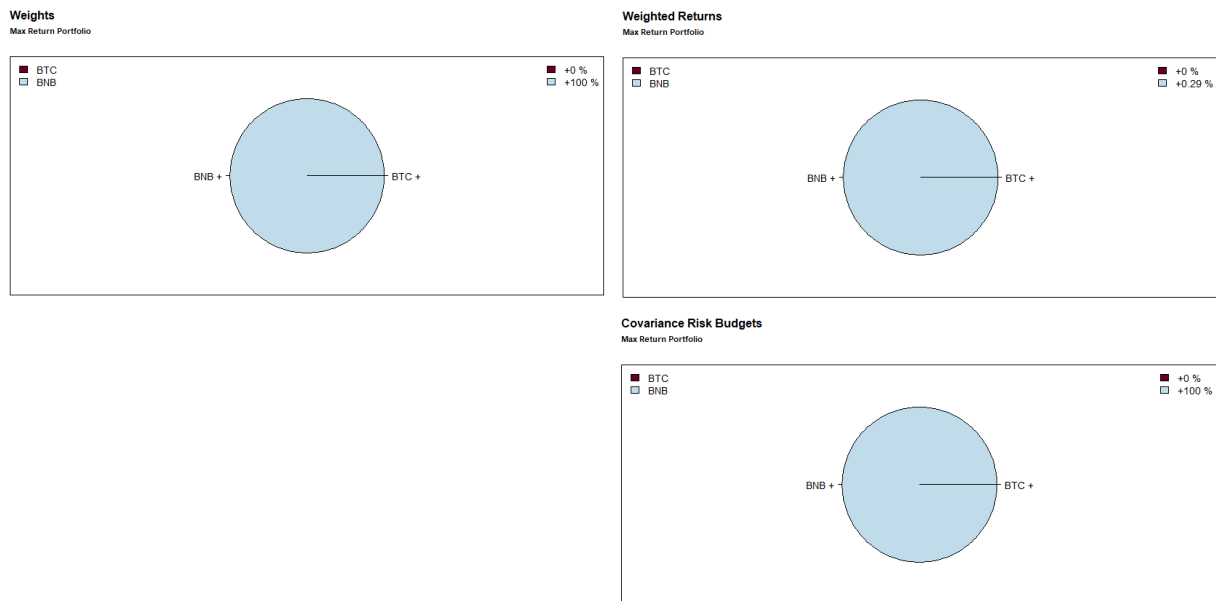 Weights
Max Return Portfolio
BTC +0 %
BNB +100 %
BNB + BTC +
Weighted Returns
Max Return Portfolio
BTC +0 %
BNB +0.29 %
BNB + BTC +
Covariance Risk Budgets
Max Return Portfolio
BTC +0 %
BNB +100 %
BNB + BTC +